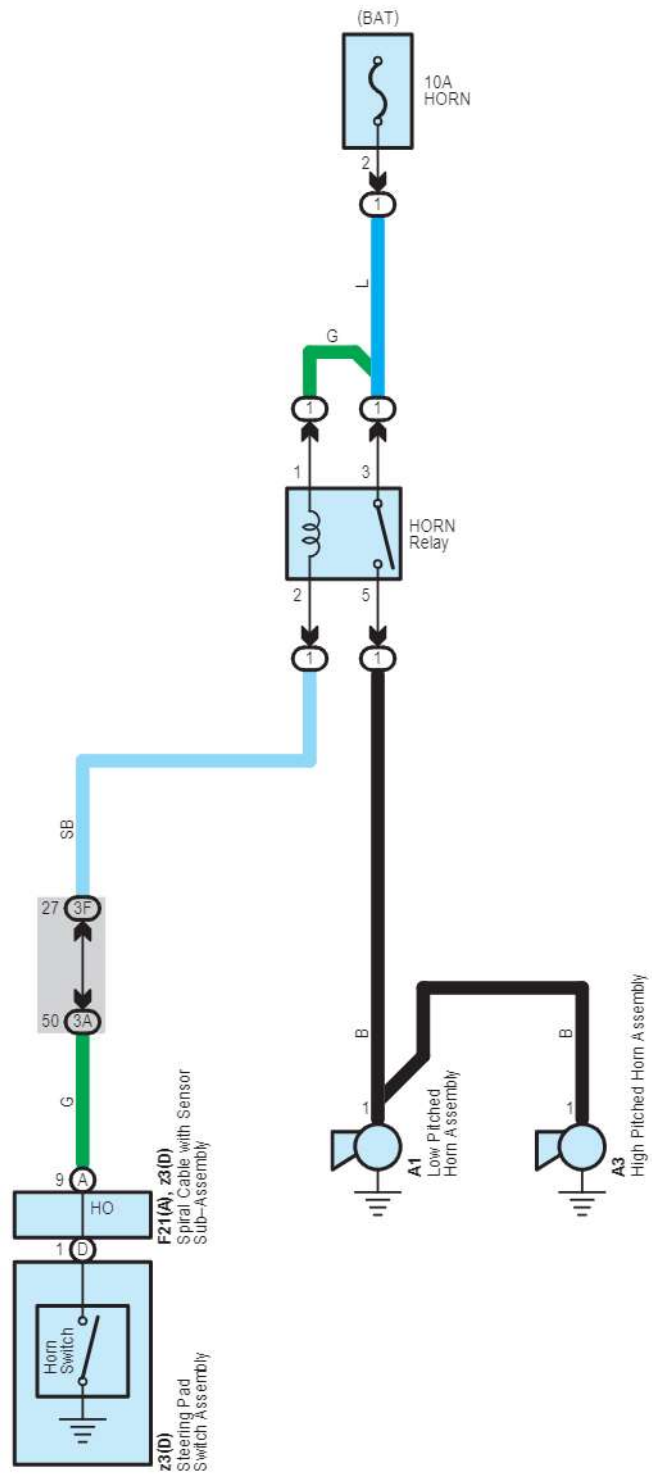 (BAT)
10A
HORN
2
1
L
G
1
1
1
3
HORN
Relay
2
5
1
1
SB
27
3F
50
3A
G
B
B
1
1
A1
Low Pitched
Horn Assembly
A3
High Pitched Horn Assembly
9
A
HO
F21(A), z3(D)
Spiral Cable with Sensor
Sub–Assembly
1
D
Horn
Switch
z3(D)
Steering Pad
Switch Assembly